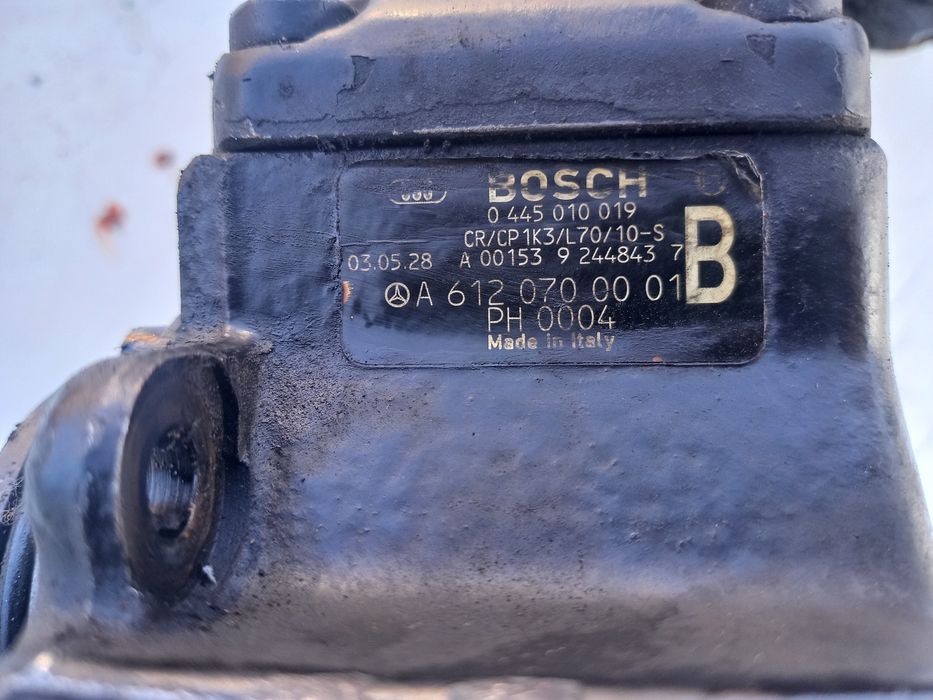 BOSCH
0 445 010 019
CR/CP1K3/L70/10-S
03.05.28 A 00153 9 244843 7
B
A 612 070 00 01
PH 0004
Made in Italy